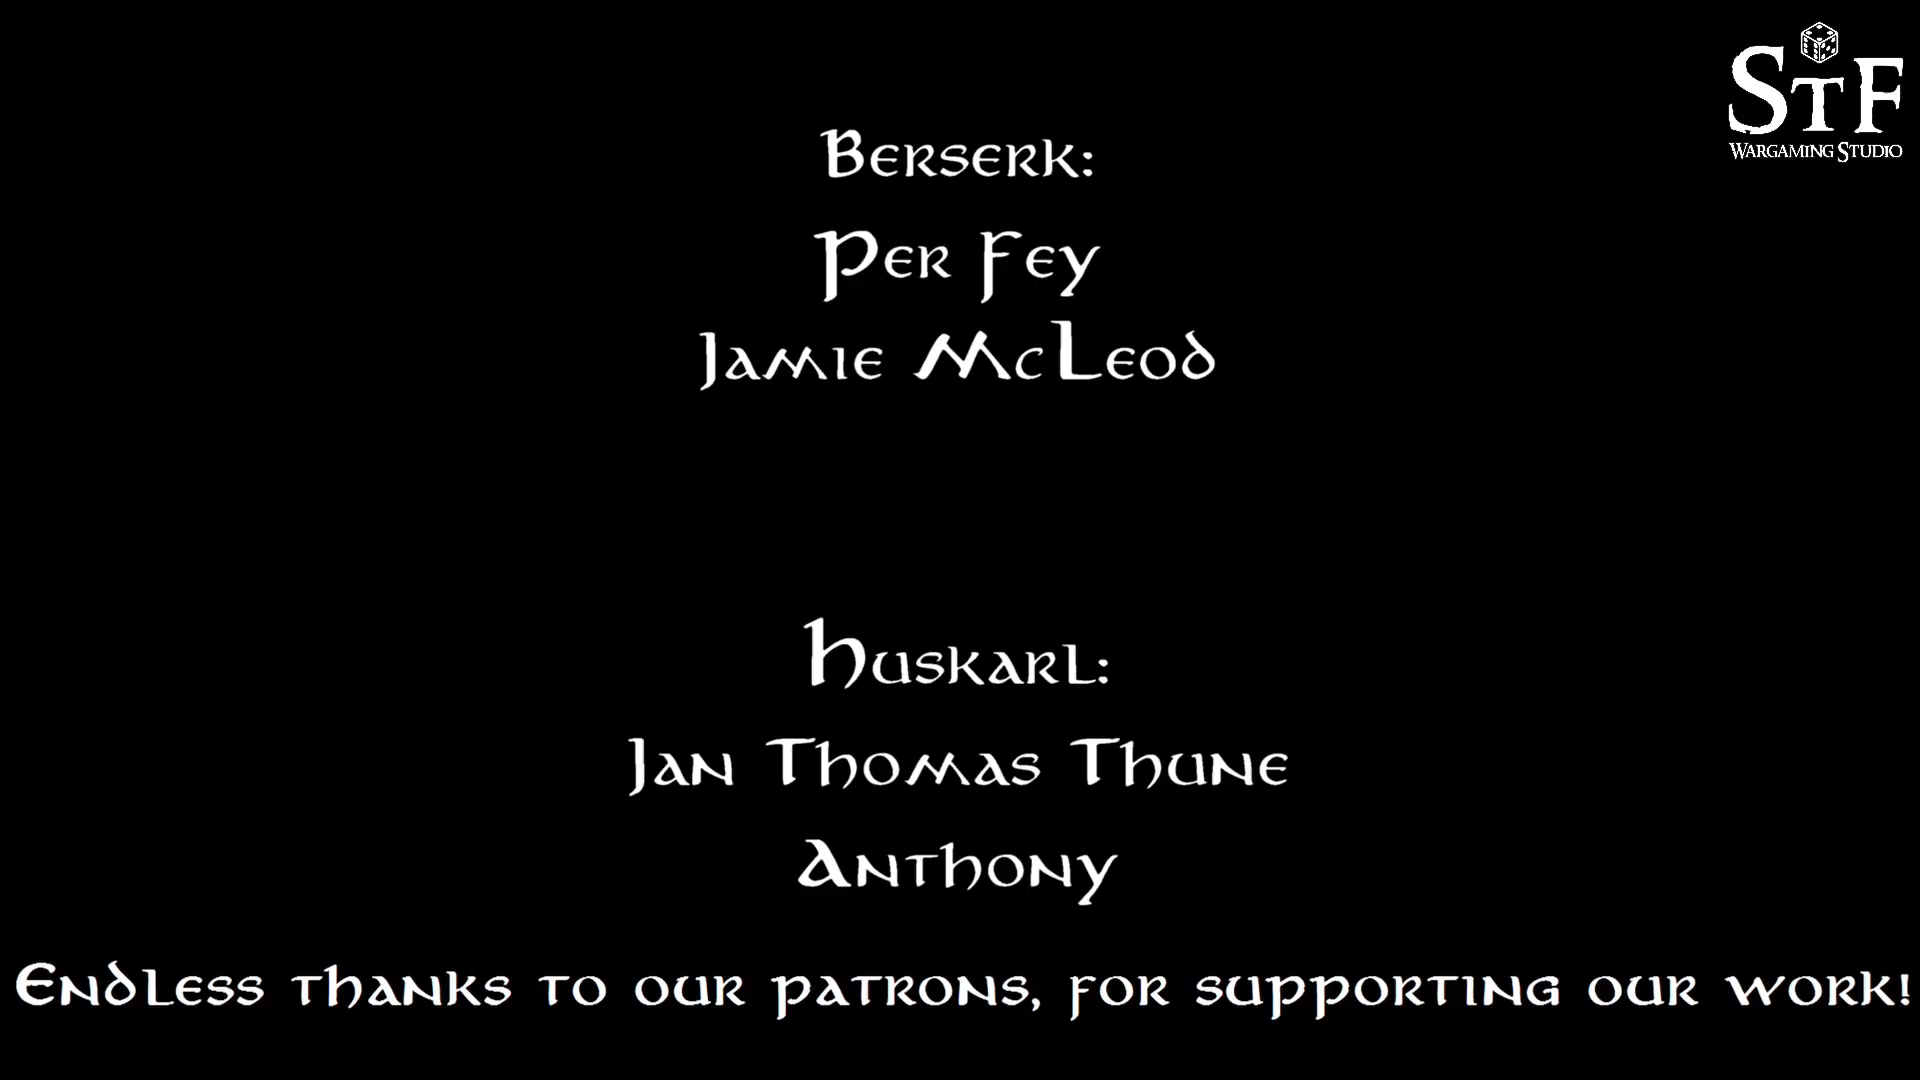 StF
Wargaming Studio
Berserk:
Per Fey
Jamie McLeod
Huskarl:
Jan Thomas Thune
Anthony
Endless thanks to our patrons, for supporting our work!